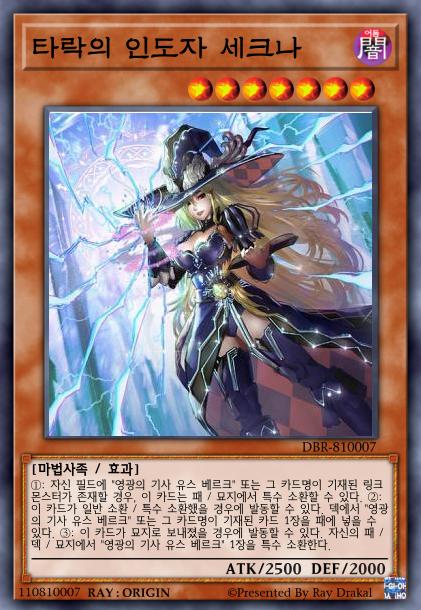 타락의 인도자 세크나
어둠
闇
DBR-810007
[마법사족 / 효과]
①: 자신 필드에 "영광의 기사 유스 베르크" 또는 그 카드명이 기재된 링크
몬스터가 존재할 경우, 이 카드는 패 / 묘지에서 특수 소환할 수 있다. ②:
이 카드가 일반 소환 / 특수 소환했을 경우에 발동할 수 있다. 덱에서 "영광
의 기사 유스 베르크" 또는 그 카드명이 기재된 카드 1장을 패에 넣을 수
있다. ③: 이 카드가 묘지로 보내졌을 경우에 발동할 수 있다. 자신의 패 /
덱 / 묘지에서 "영광의 기사 유스 베르크" 1장을 특수 소환한다.
ATK/2500 DEF/2000
110810007 RAY : ORIGIN ©Presented By Ray Drakal